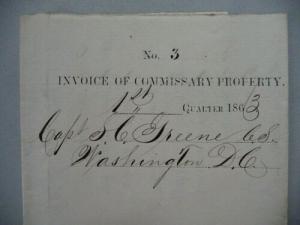 No. 3
INVOICE OF COMMISSARY PROPERTY.
1st QUARTER 1863
Capt S. C. Greene C.S.
Washington D.C.